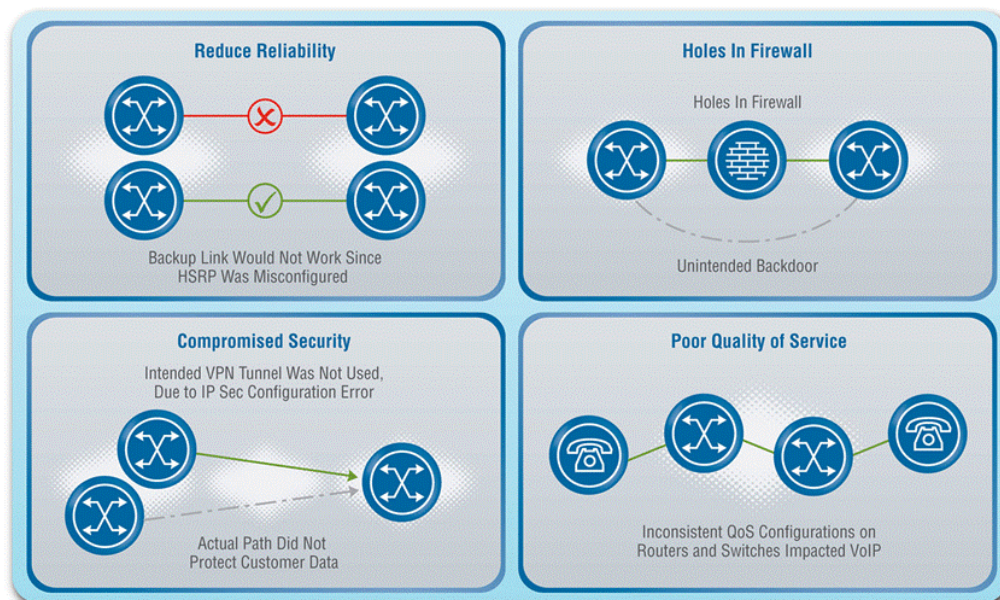 Reduce Reliability
Backup Link Would Not Work Since
HSRP Was Misconfigured
Holes In Firewall
Holes In Firewall
Unintended Backdoor
Compromised Security
Intended VPN Tunnel Was Not Used,
Due to IP Sec Configuration Error
Actual Path Did Not
Protect Customer Data
Poor Quality of Service
Inconsistent QoS Configurations on
Routers and Switches Impacted VoIP